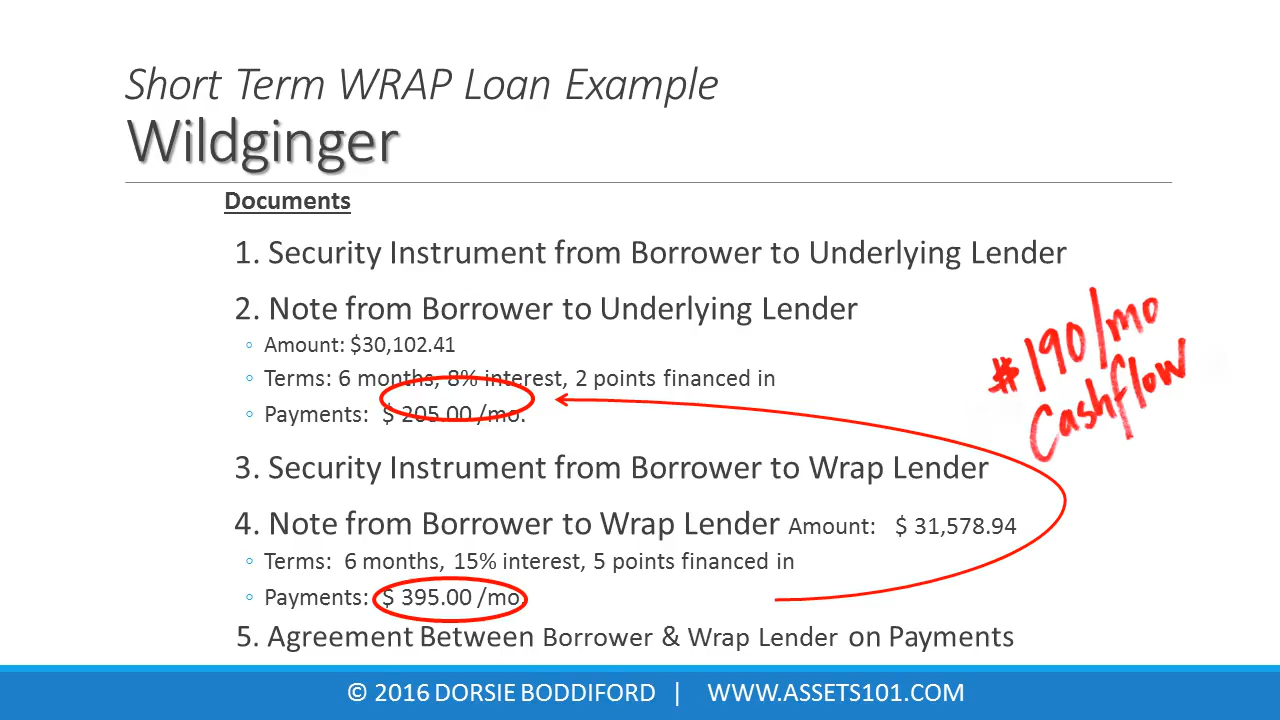 Short Term WRAP Loan Example
Wildginger
Documents
1. Security Instrument from Borrower to Underlying Lender
2. Note from Borrower to Underlying Lender
◦ Amount: $30,102.41
◦ Terms: 6 months, 8% interest, 2 points financed in
◦ Payments: $ 205.00 /mo.
3. Security Instrument from Borrower to Wrap Lender
4. Note from Borrower to Wrap Lender Amount: $ 31,578.94
◦ Terms: 6 months, 15% interest, 5 points financed in
◦ Payments: $ 395.00 /mo
5. Agreement Between Borrower & Wrap Lender on Payments
$190/mo
Cashflow
© 2016 DORSIE BODDIFORD | WWW.ASSETS101.COM